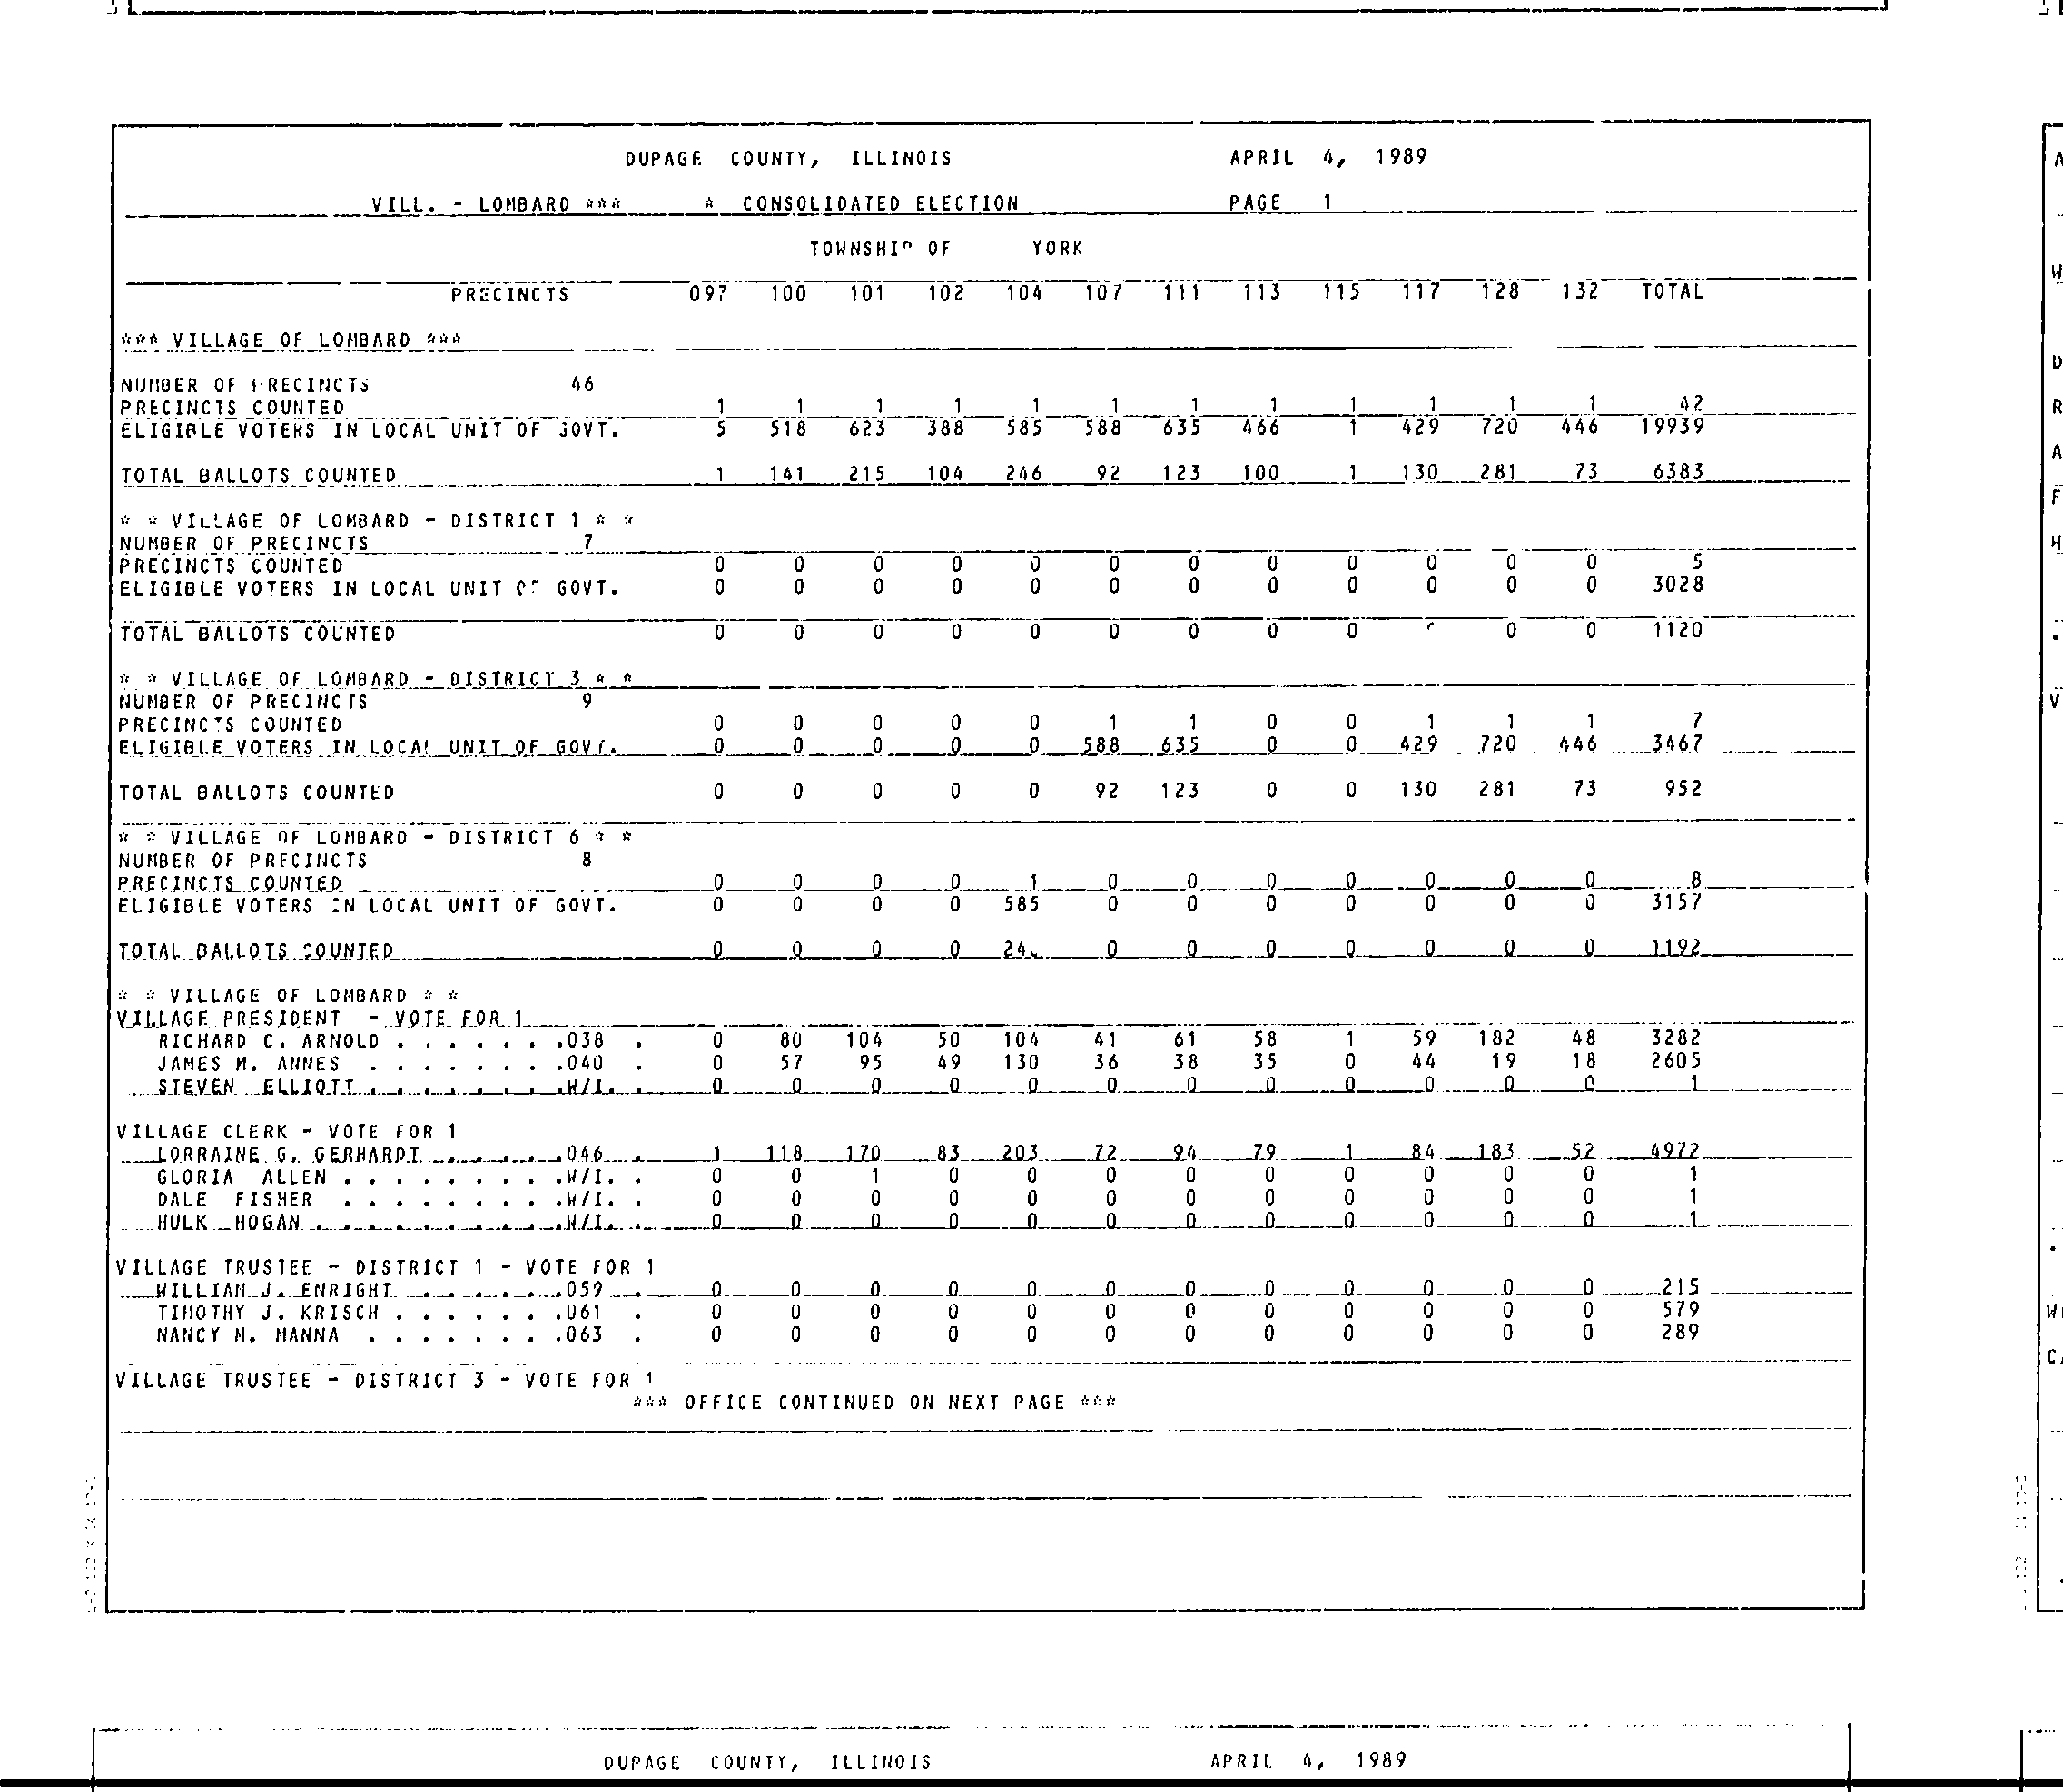 DUPAGE COUNTY, ILLINOIS APRIL 4, 1989
VILL. - LOMBARD *** * CONSOLIDATED ELECTION PAGE 1
TOWNSHIP OF YORK
PRECINCTS 097 100 101 102 104 107 111 113 115 117 128 132 TOTAL
*** VILLAGE OF LOMBARD ***
NUMBER OF PRECINCTS 46
PRECINCTS COUNTED 1 1 1 1 1 1 1 1 1 1 1 1 42
ELIGIBLE VOTERS IN LOCAL UNIT OF GOVT. 5 518 623 388 585 588 635 466 1 429 720 446 19939
TOTAL BALLOTS COUNTED 1 141 215 104 246 92 123 100 1 130 281 73 6383
* * VILLAGE OF LOMBARD - DISTRICT 1 * *
NUMBER OF PRECINCTS 7
PRECINCTS COUNTED 0 0 0 0 0 0 0 0 0 0 0 0 5
ELIGIBLE VOTERS IN LOCAL UNIT OF GOVT. 0 0 0 0 0 0 0 0 0 0 0 0 3028
TOTAL BALLOTS COUNTED 0 0 0 0 0 0 0 0 0 0 0 1120
* * VILLAGE OF LOMBARD - DISTRICT 3 * *
NUMBER OF PRECINCTS 9
PRECINCTS COUNTED 0 0 0 0 0 1 1 0 0 1 1 1 7
ELIGIBLE VOTERS IN LOCAL UNIT OF GOVT. 0 0 0 0 0 588 635 0 0 429 720 446 3467
TOTAL BALLOTS COUNTED 0 0 0 0 0 92 123 0 0 130 281 73 952
* * VILLAGE OF LOMBARD - DISTRICT 6 * *
NUMBER OF PRECINCTS 8
PRECINCTS COUNTED 0 0 0 0 1 0 0 0 0 0 0 0 8
ELIGIBLE VOTERS IN LOCAL UNIT OF GOVT. 0 0 0 0 585 0 0 0 0 0 0 0 3157
TOTAL BALLOTS COUNTED 0 0 0 0 0 0 0 0 0 0 0 1192
* * VILLAGE OF LOMBARD * *
VILLAGE PRESIDENT - VOTE FOR 1
RICHARD C. ARNOLD . . . . . . .038 . 0 80 104 50 104 41 61 58 1 59 182 48 3282
JAMES M. ANNES . . . . . . . .040 . 0 57 95 49 130 36 38 35 0 44 19 18 2605
STEVEN ELLIOTT . . . . . . . .W/I. . 0 0 0 0 0 0 0 0 0 0 0 0 1
VILLAGE CLERK - VOTE FOR 1
LORRAINE G. GERHARDT . . . . . .046 . 1 118 170 83 203 72 94 79 1 84 183 52 4972
GLORIA ALLEN . . . . . . . . .W/I. . 0 0 1 0 0 0 0 0 0 0 0 0 1
DALE FISHER . . . . . . . . .W/I. . 0 0 0 0 0 0 0 0 0 0 0 0 1
HULK HOGAN . . . . . . . . . .W/I. . 0 0 0 0 0 0 0 0 0 0 0 0 1
VILLAGE TRUSTEE - DISTRICT 1 - VOTE FOR 1
WILLIAM J. ENRIGHT . . . . . .059 . 0 0 0 0 0 0 0 0 0 0 0 0 215
TIMOTHY J. KRISCH . . . . . . .061 . 0 0 0 0 0 0 0 0 0 0 0 0 579
NANCY M. MANNA . . . . . . . .063 . 0 0 0 0 0 0 0 0 0 0 0 0 289
VILLAGE TRUSTEE - DISTRICT 3 - VOTE FOR 1
*** OFFICE CONTINUED ON NEXT PAGE ***
DUPAGE COUNTY, ILLINOIS APRIL 4, 1989